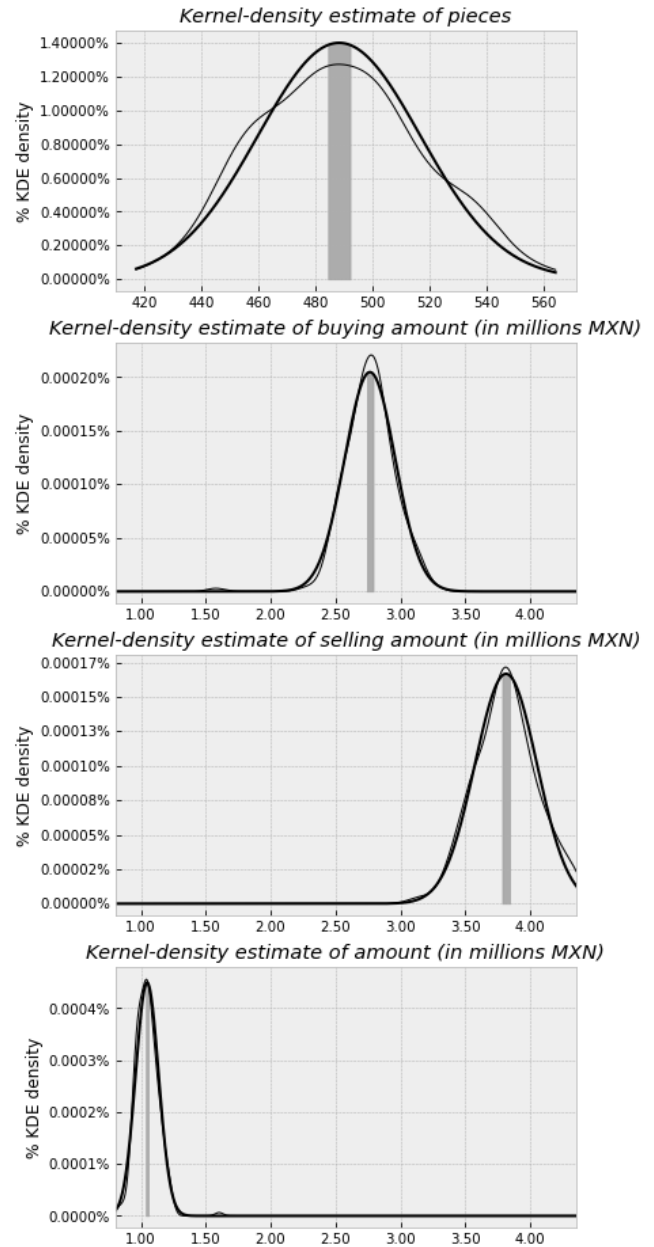 Kernel-density estimate of pieces
1.40000%
1.20000%
1.00000%
0.80000%
0.60000%
0.40000%
0.20000%
0.00000%
% KDE density
420 440 460 480 500 520 540 560
Kernel-density estimate of buying amount (in millions MXN)
0.00020%
0.00015%
0.00010%
0.00005%
0.00000%
% KDE density
1.00 1.50 2.00 2.50 3.00 3.50 4.00
Kernel-density estimate of selling amount (in millions MXN)
0.00017%
0.00015%
0.00013%
0.00010%
0.00008%
0.00005%
0.00002%
0.00000%
% KDE density
1.00 1.50 2.00 2.50 3.00 3.50 4.00
Kernel-density estimate of amount (in millions MXN)
0.0004%
0.0003%
0.0002%
0.0001%
0.0000%
% KDE density
1.00 1.50 2.00 2.50 3.00 3.50 4.00